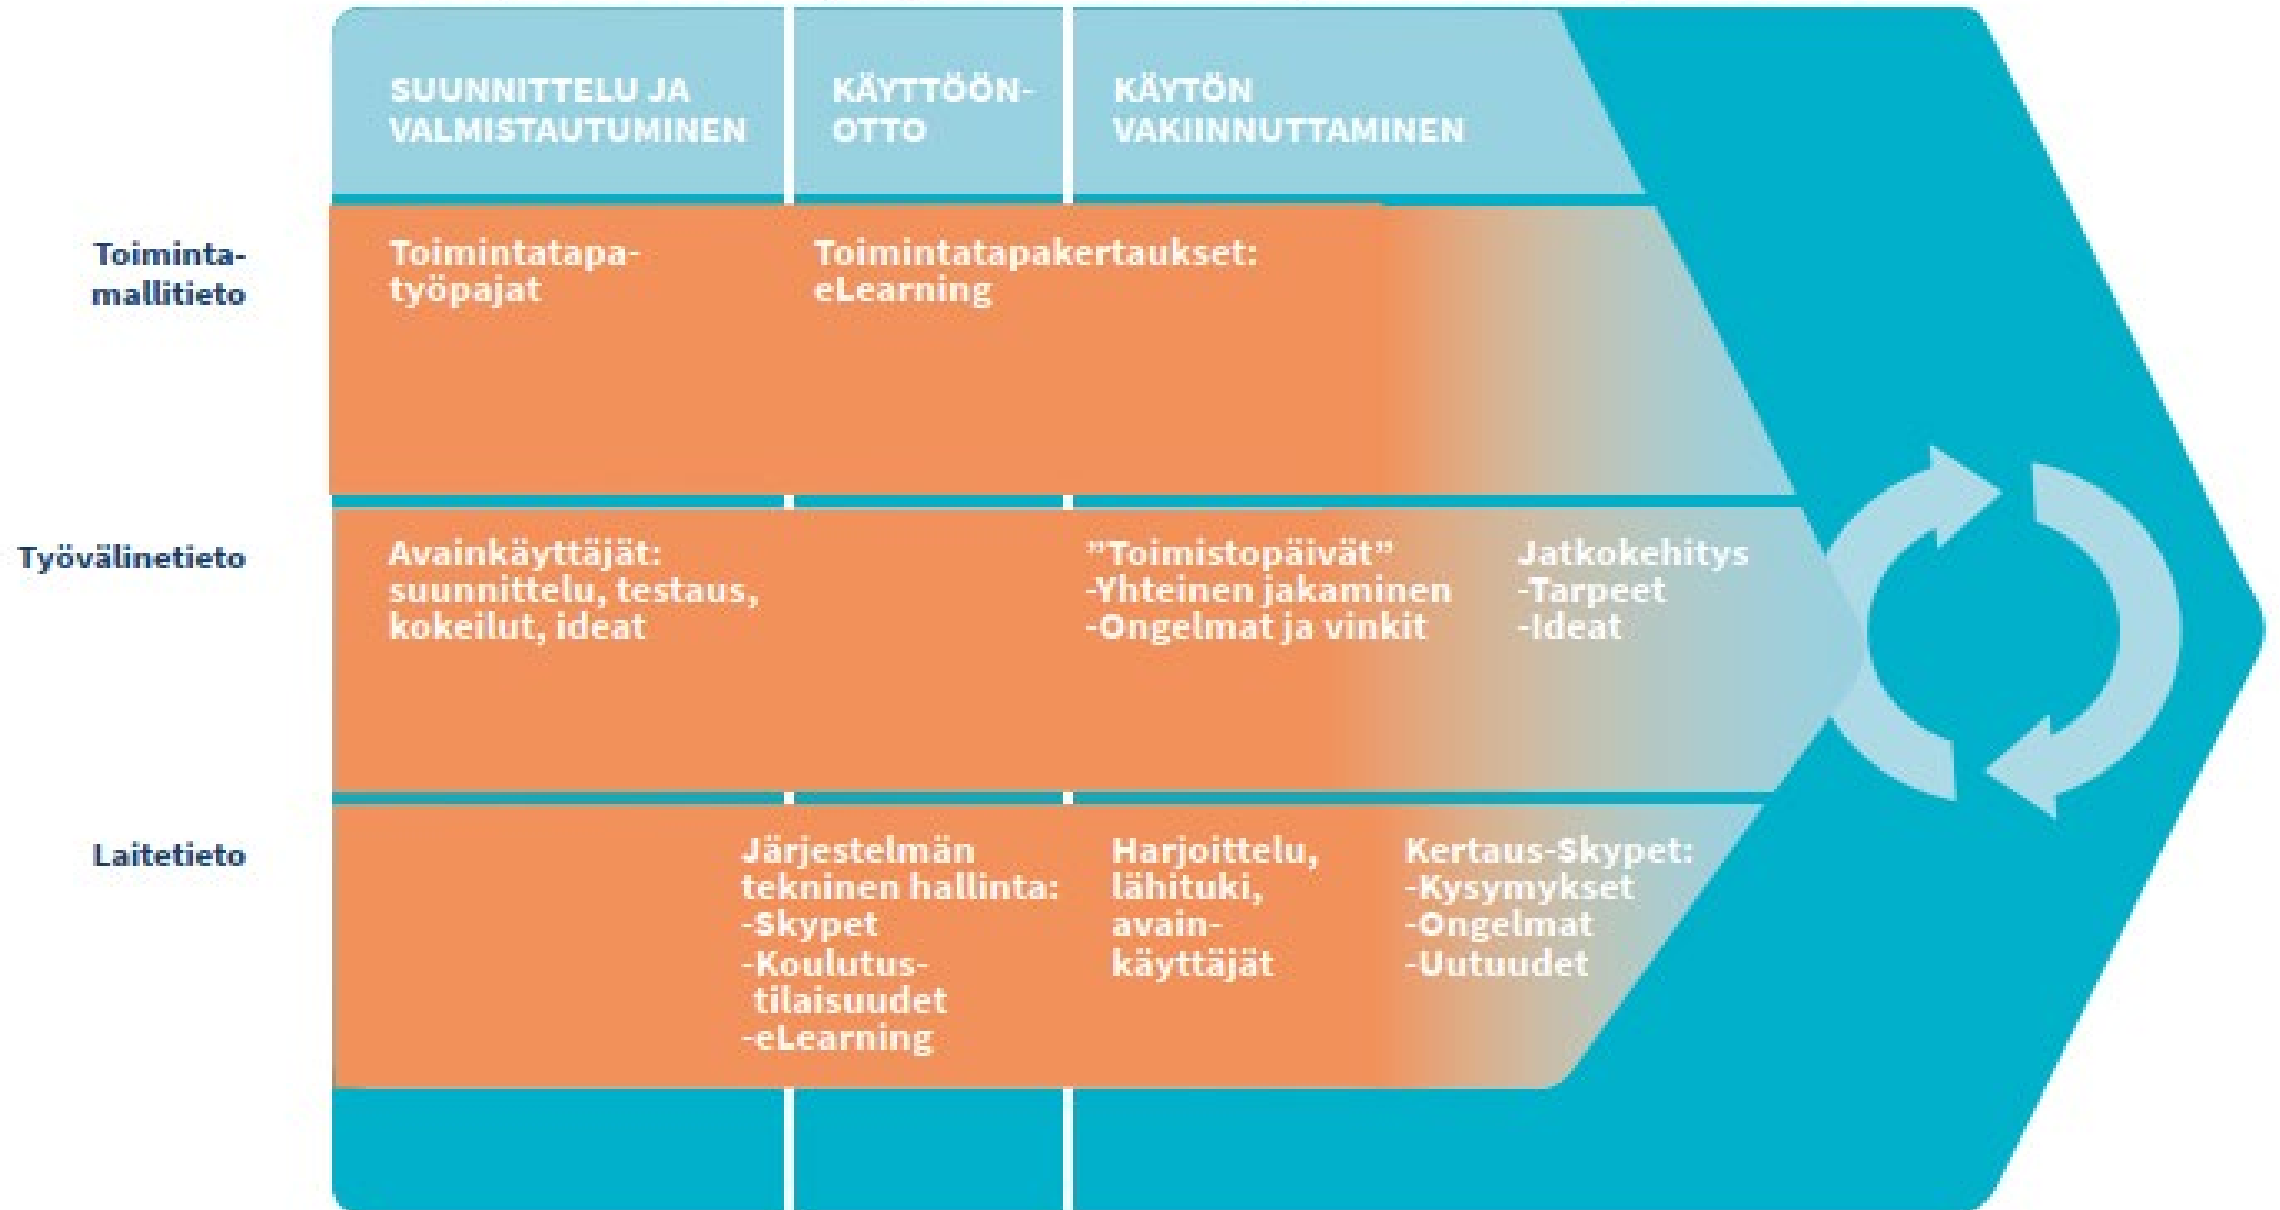 SUUNNITTELU JA
VALMISTAUTUMINEN
KÄYTTÖÖN-
OTTO
KÄYTÖN
VAKIINNUTTAMINEN
Toiminta-
mallitieto
Toimintatapa-
työpajat
Toimintatapakertaukset:
eLearning
Työvälinetieto
Avainkäyttäjät:
suunnittelu, testaus,
kokeilut, ideat
”Toimistopäivät”
-Yhteinen jakaminen
-Ongelmat ja vinkit
Jatkokehitys
-Tarpeet
-Ideat
Laitetieto
Järjestelmän
tekninen hallinta:
-Skypet
-Koulutus-
tilaisuudet
-eLearning
Harjoittelu,
lähituki,
avain-
käyttäjät
Kertaus-Skypet:
-Kysymykset
-Ongelmat
-Uutuudet